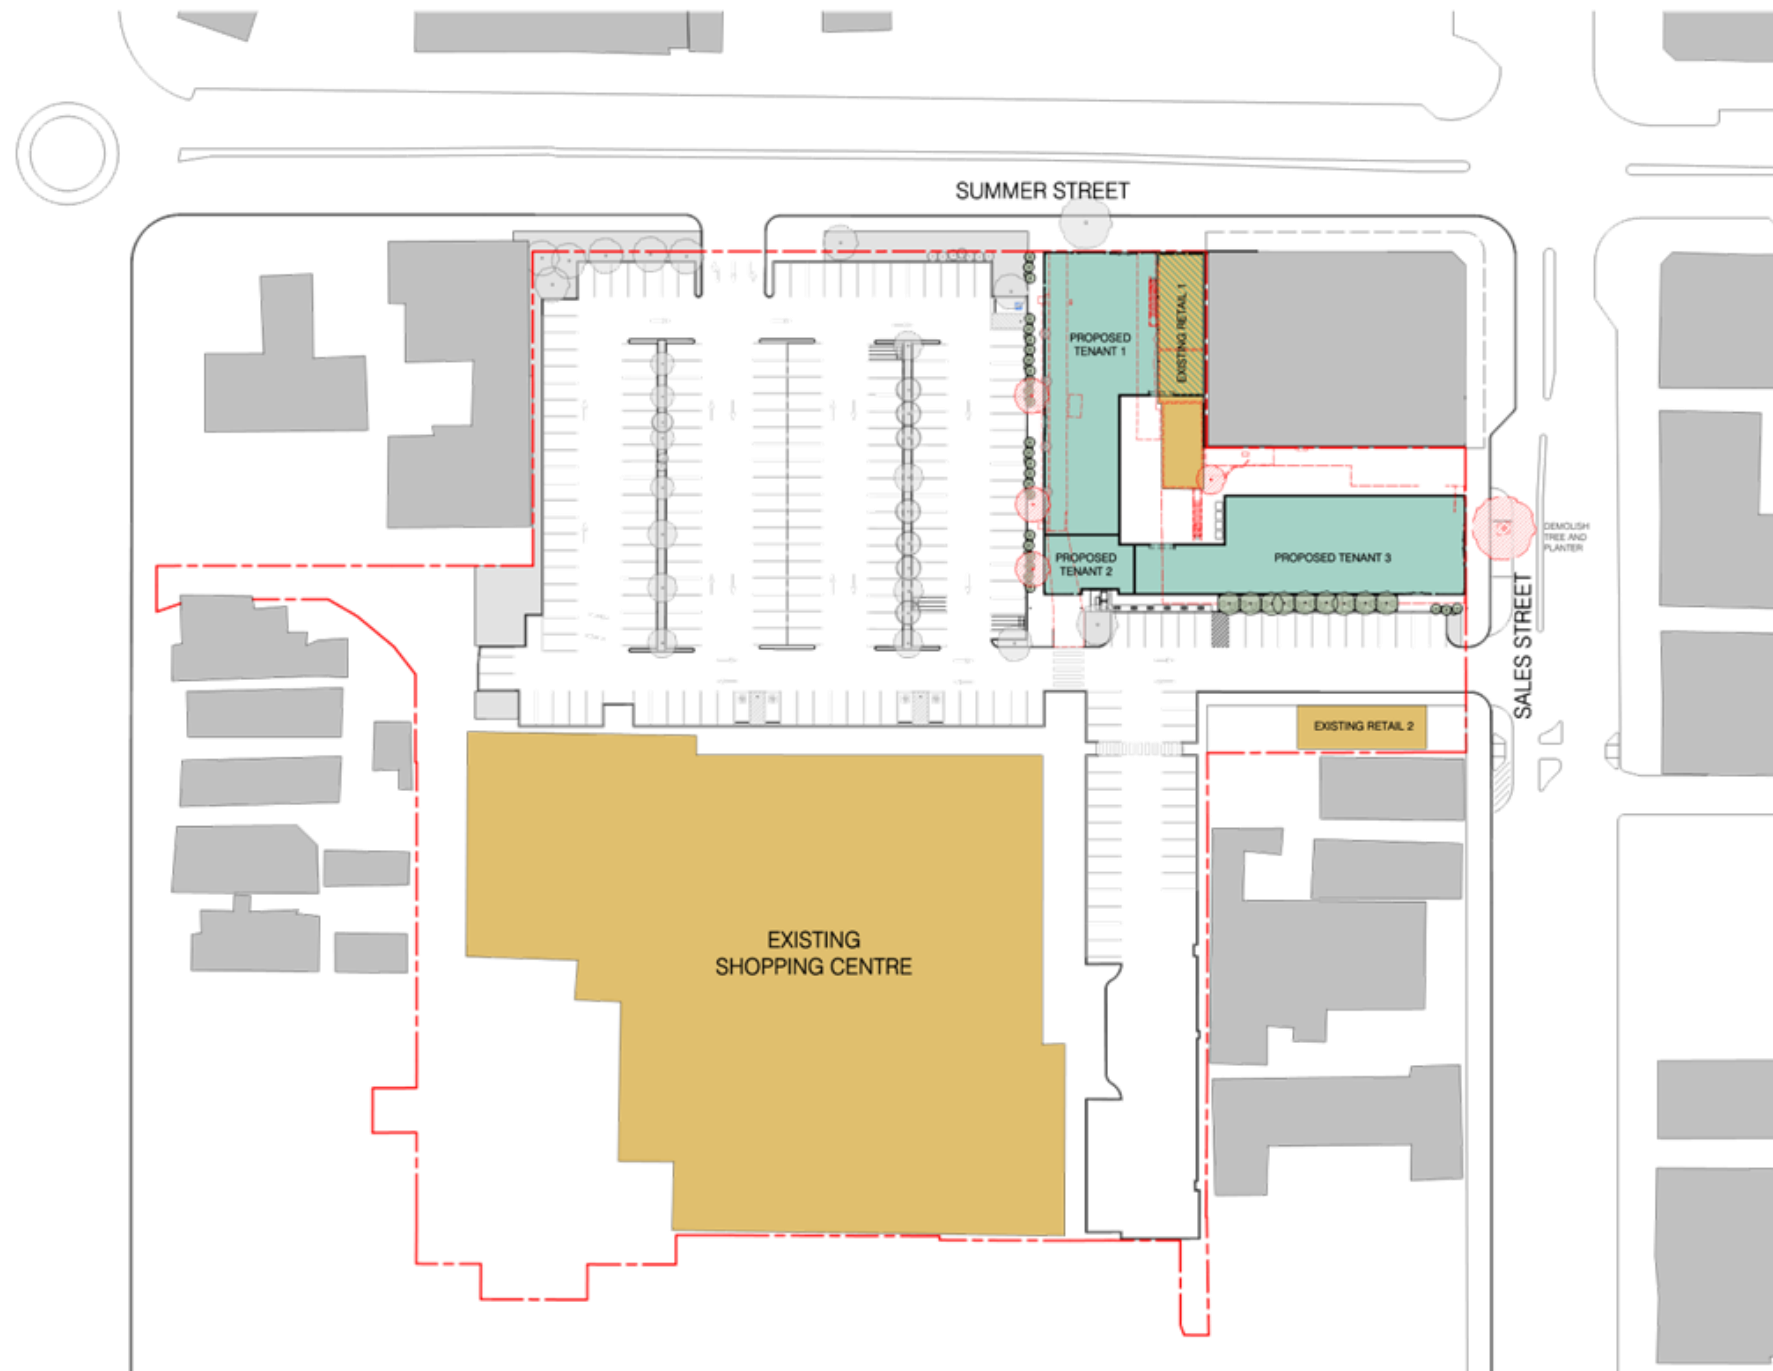 SUMMER STREET
PROPOSED
TENANT 1
EXISTING RETAIL 1
PROPOSED
TENANT 2
PROPOSED TENANT 3
DEMOLISH
TREE AND
PLANTER
SALES STREET
EXISTING RETAIL 2
EXISTING
SHOPPING CENTRE